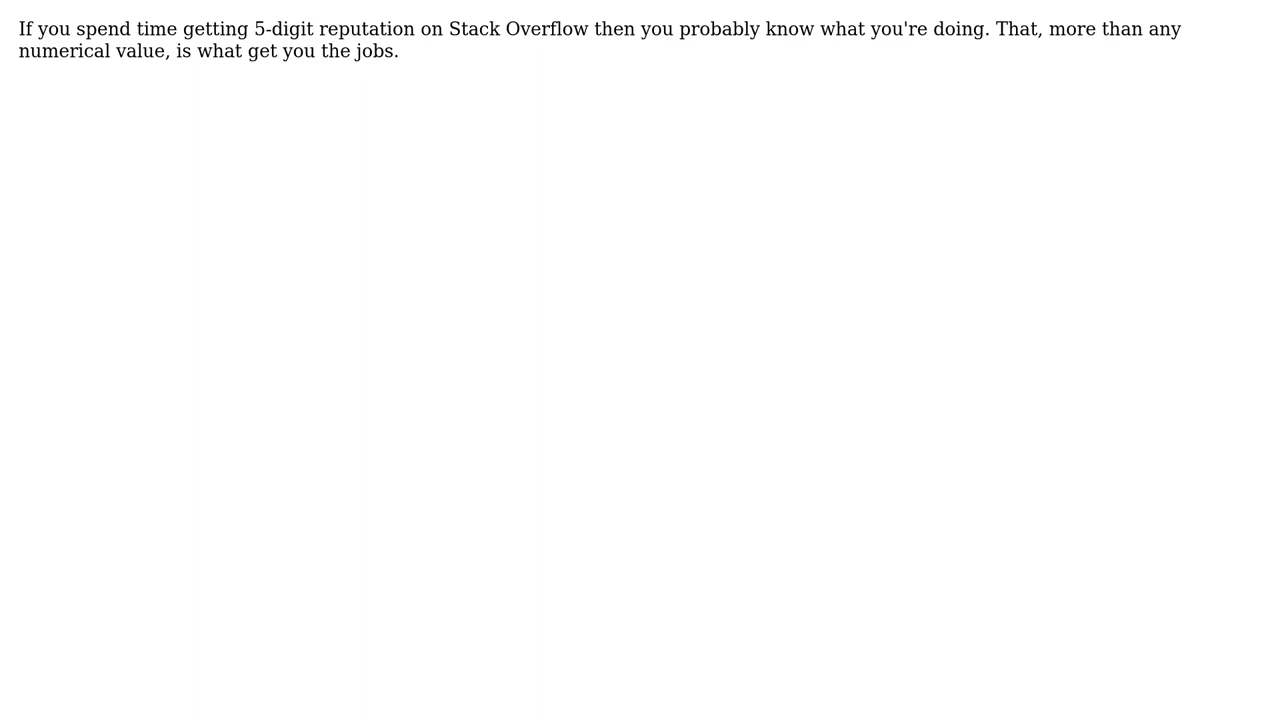 If you spend time getting 5-digit reputation on Stack Overflow then you probably know what you're doing. That, more than any
numerical value, is what get you the jobs.